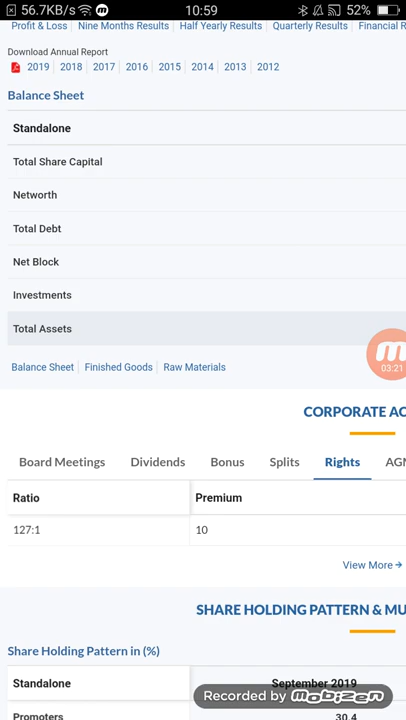 56.7KB/s 10:59 52%
Profit & Loss Nine Months Results Half Yearly Results Quarterly Results Financial R
Download Annual Report
2019 2018 2017 2016 2015 2014 2013 2012
Balance Sheet
Standalone
Total Share Capital
Networth
Total Debt
Net Block
Investments
Total Assets
03:21
Balance Sheet Finished Goods Raw Materials
CORPORATE AC
Board Meetings Dividends Bonus Splits Rights AGM
Ratio Premium
127:1 10
View More
SHARE HOLDING PATTERN & MU
Share Holding Pattern in (%)
Standalone September 2019
Recorded by mobizen
Promoters 30.4